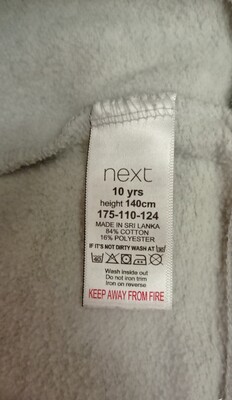 next
10 yrs
height 140cm
175-110-124
MADE IN SRI LANKA
84% COTTON
16% POLYESTER
IF IT'S NOT DIRTY WASH AT
Wash inside out
Do not iron trim
Iron on reverse
KEEP AWAY FROM FIRE